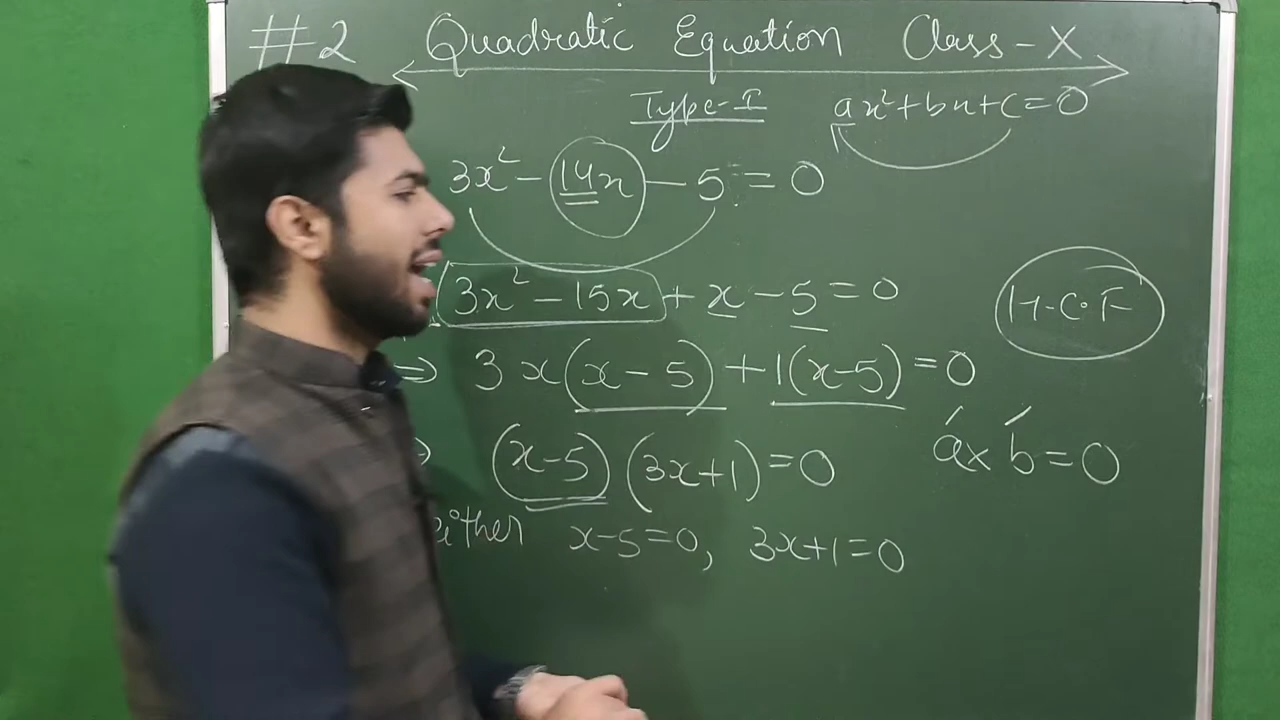 #2 Quadratic Equation Class-X
Type-I ax²+bx+c=0
3x²-14x-5=0
3x²-15x+x-5=0
H.C.F
⇒ 3x(x-5)+1(x-5)=0
a×b=0
⇒ (x-5)(3x+1)=0
either x-5=0, 3x+1=0